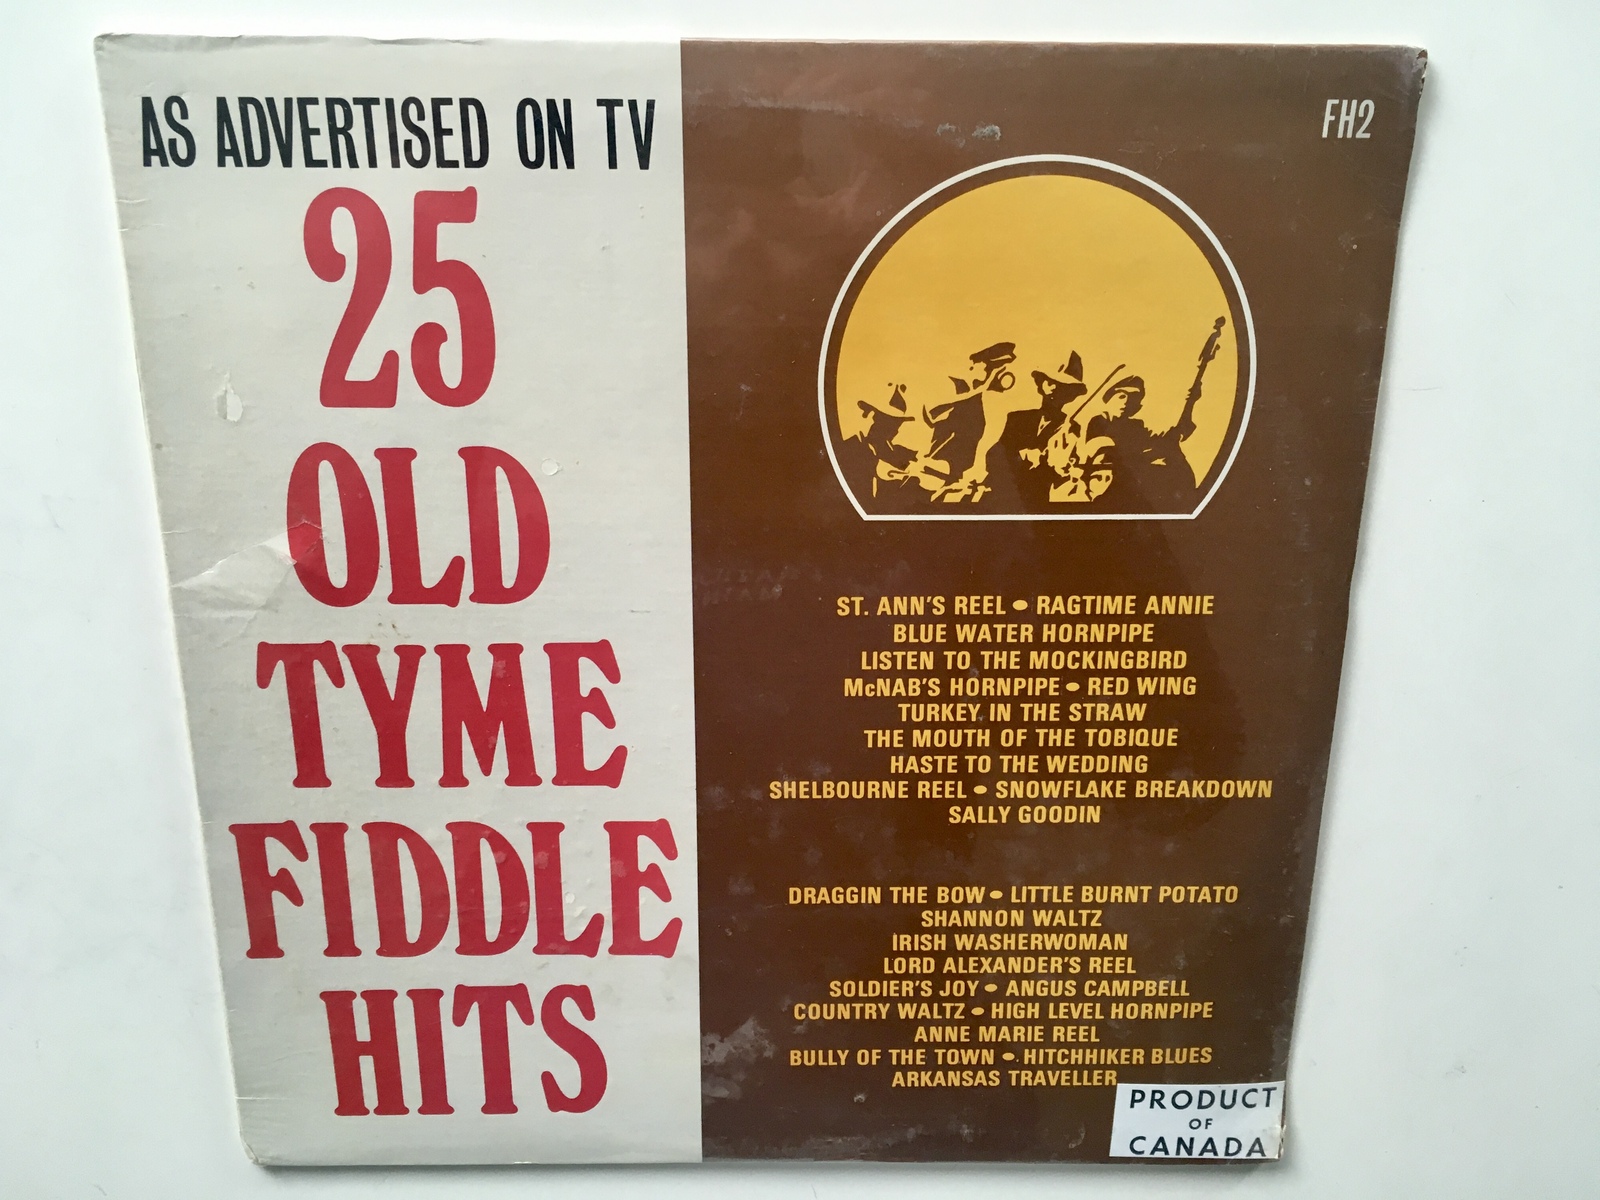 AS ADVERTISED ON TV
25
OLD
TYME
FIDDLE
HITS
FH2
ST. ANN'S REEL • RAGTIME ANNIE
BLUE WATER HORNPIPE
LISTEN TO THE MOCKINGBIRD
McNAB'S HORNPIPE • RED WING
TURKEY IN THE STRAW
THE MOUTH OF THE TOBIQUE
HASTE TO THE WEDDING
SHELBOURNE REEL • SNOWFLAKE BREAKDOWN
SALLY GOODIN
DRAGGIN THE BOW • LITTLE BURNT POTATO
SHANNON WALTZ
IRISH WASHERWOMAN
LORD ALEXANDER'S REEL
SOLDIER'S JOY • ANGUS CAMPBELL
COUNTRY WALTZ • HIGH LEVEL HORNPIPE
ANNE MARIE REEL
BULLY OF THE TOWN • HITCHHIKER BLUES
ARKANSAS TRAVELLER
PRODUCT
OF
CANADA